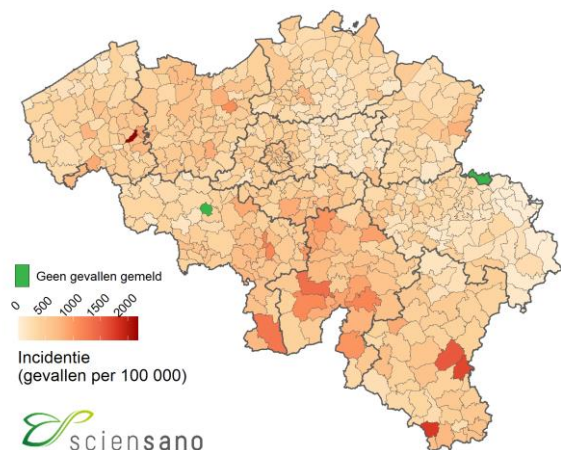 Geen gevallen gemeld
0 500 1000 1500 2000
Incidentie
(gevallen per 100 000)
sciensano